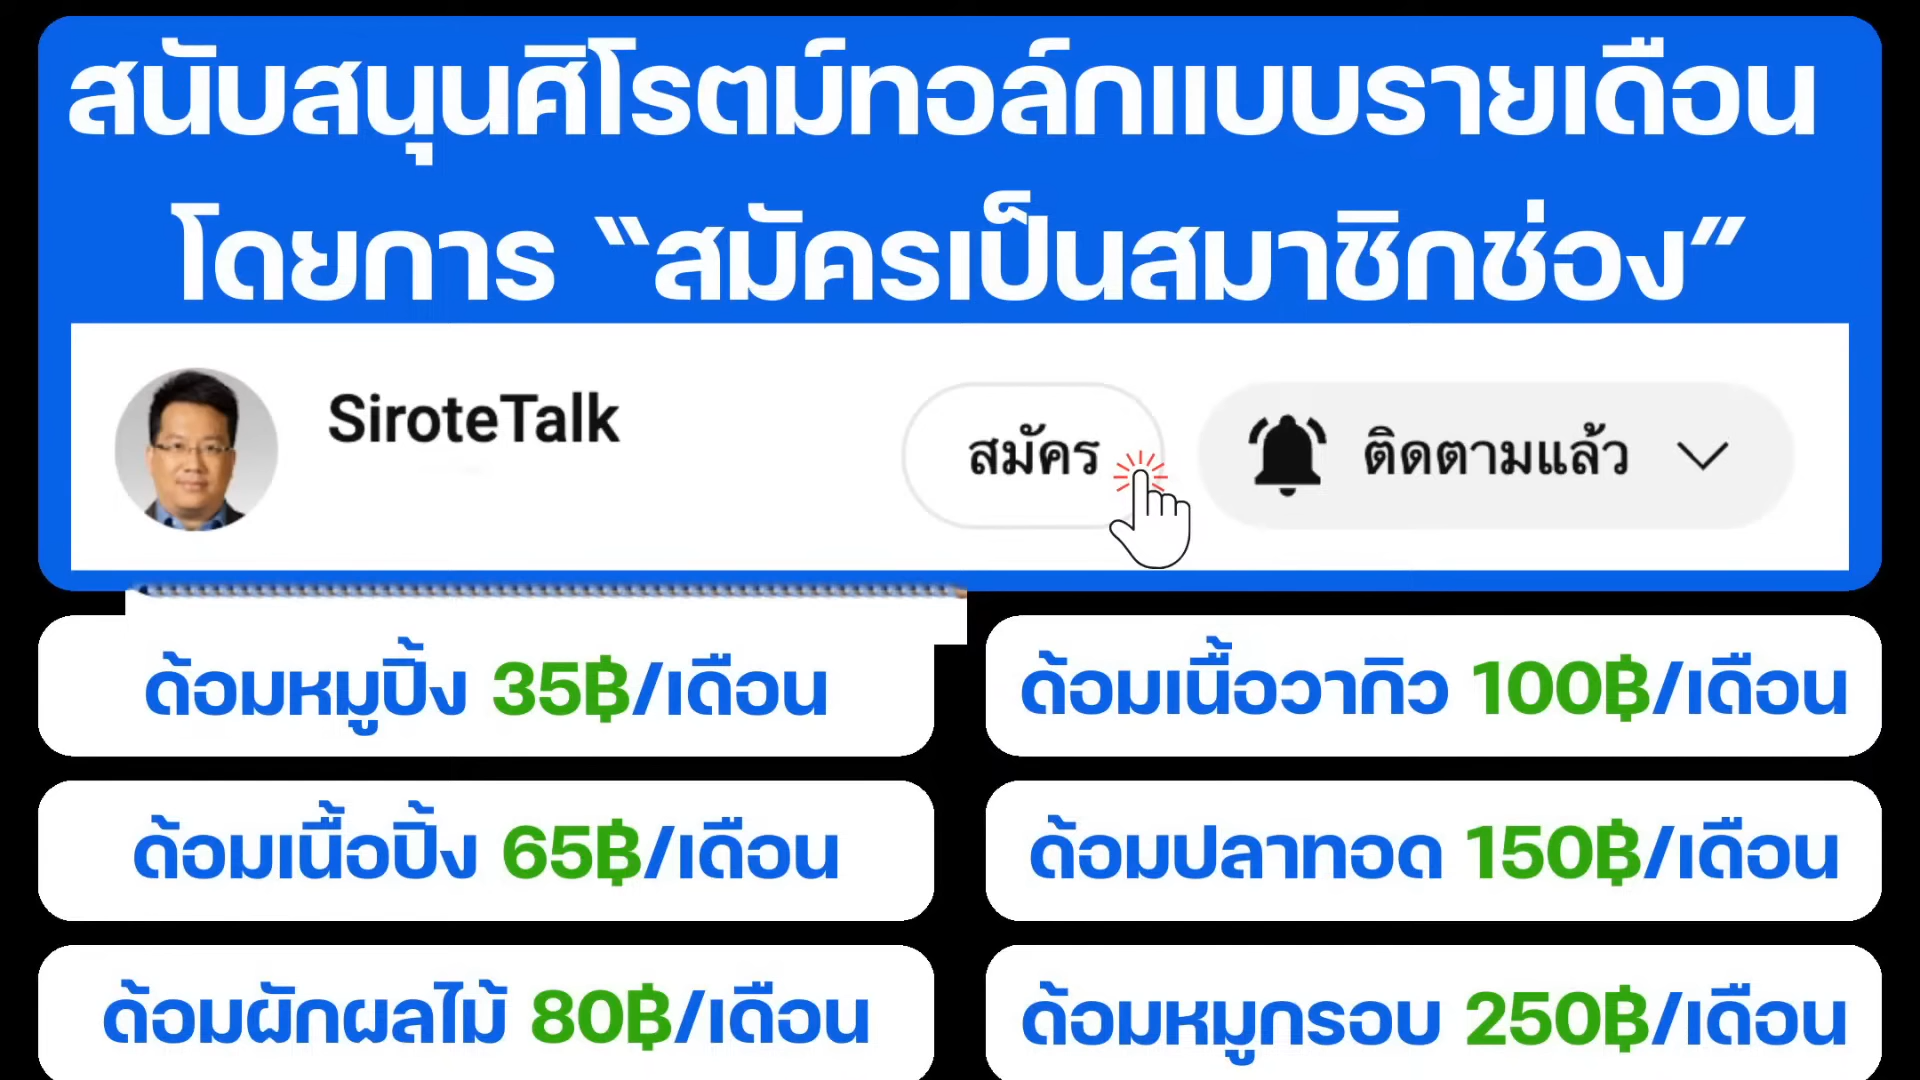 สนับสนุนศิโรตม์ทอล์กแบบรายเดือน
โดยการ “สมัครเป็นสมาชิกช่อง”
SiroteTalk
สมัคร
ติดตามแล้ว
ด้อมหมูปิ้ง 35฿/เดือน
ด้อมเนื้อวากิว 100฿/เดือน
ด้อมเนื้อปิ้ง 65฿/เดือน
ด้อมปลาทอด 150฿/เดือน
ด้อมผักผลไม้ 80฿/เดือน
ด้อมหมูกรอบ 250฿/เดือน